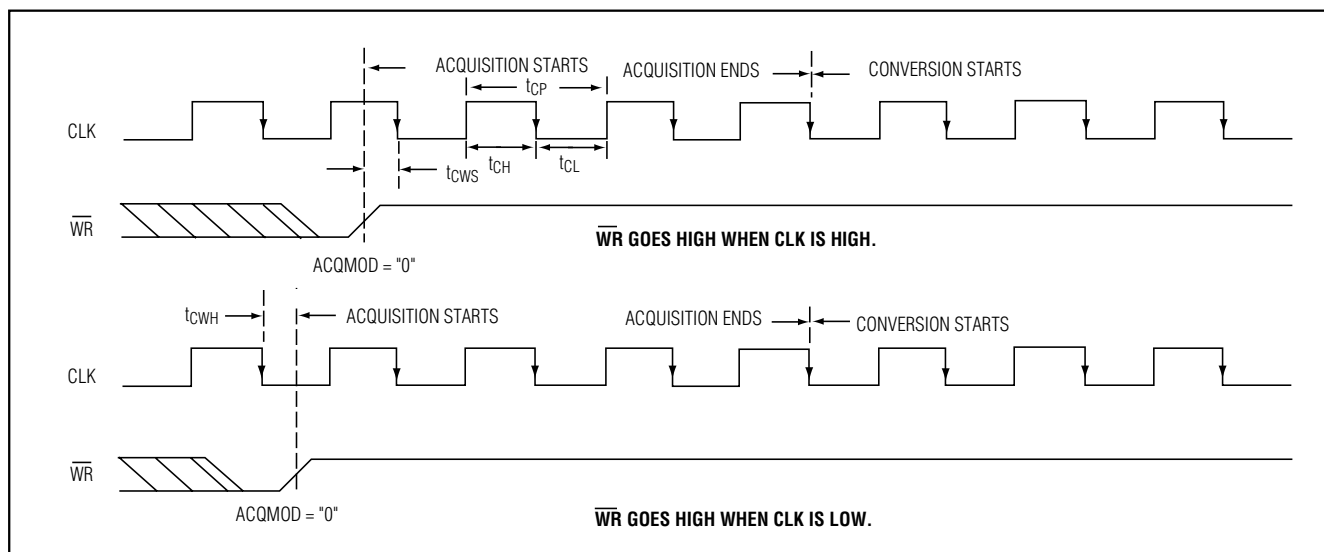 ACQUISITION STARTS ACQUISITION ENDS CONVERSION STARTS
tCP
CLK
tCWS tCH tCL
WR
WR GOES HIGH WHEN CLK IS HIGH.
ACQMOD = "0"
tCWH ACQUISITION STARTS ACQUISITION ENDS CONVERSION STARTS
CLK
WR
ACQMOD = "0" WR GOES HIGH WHEN CLK IS LOW.